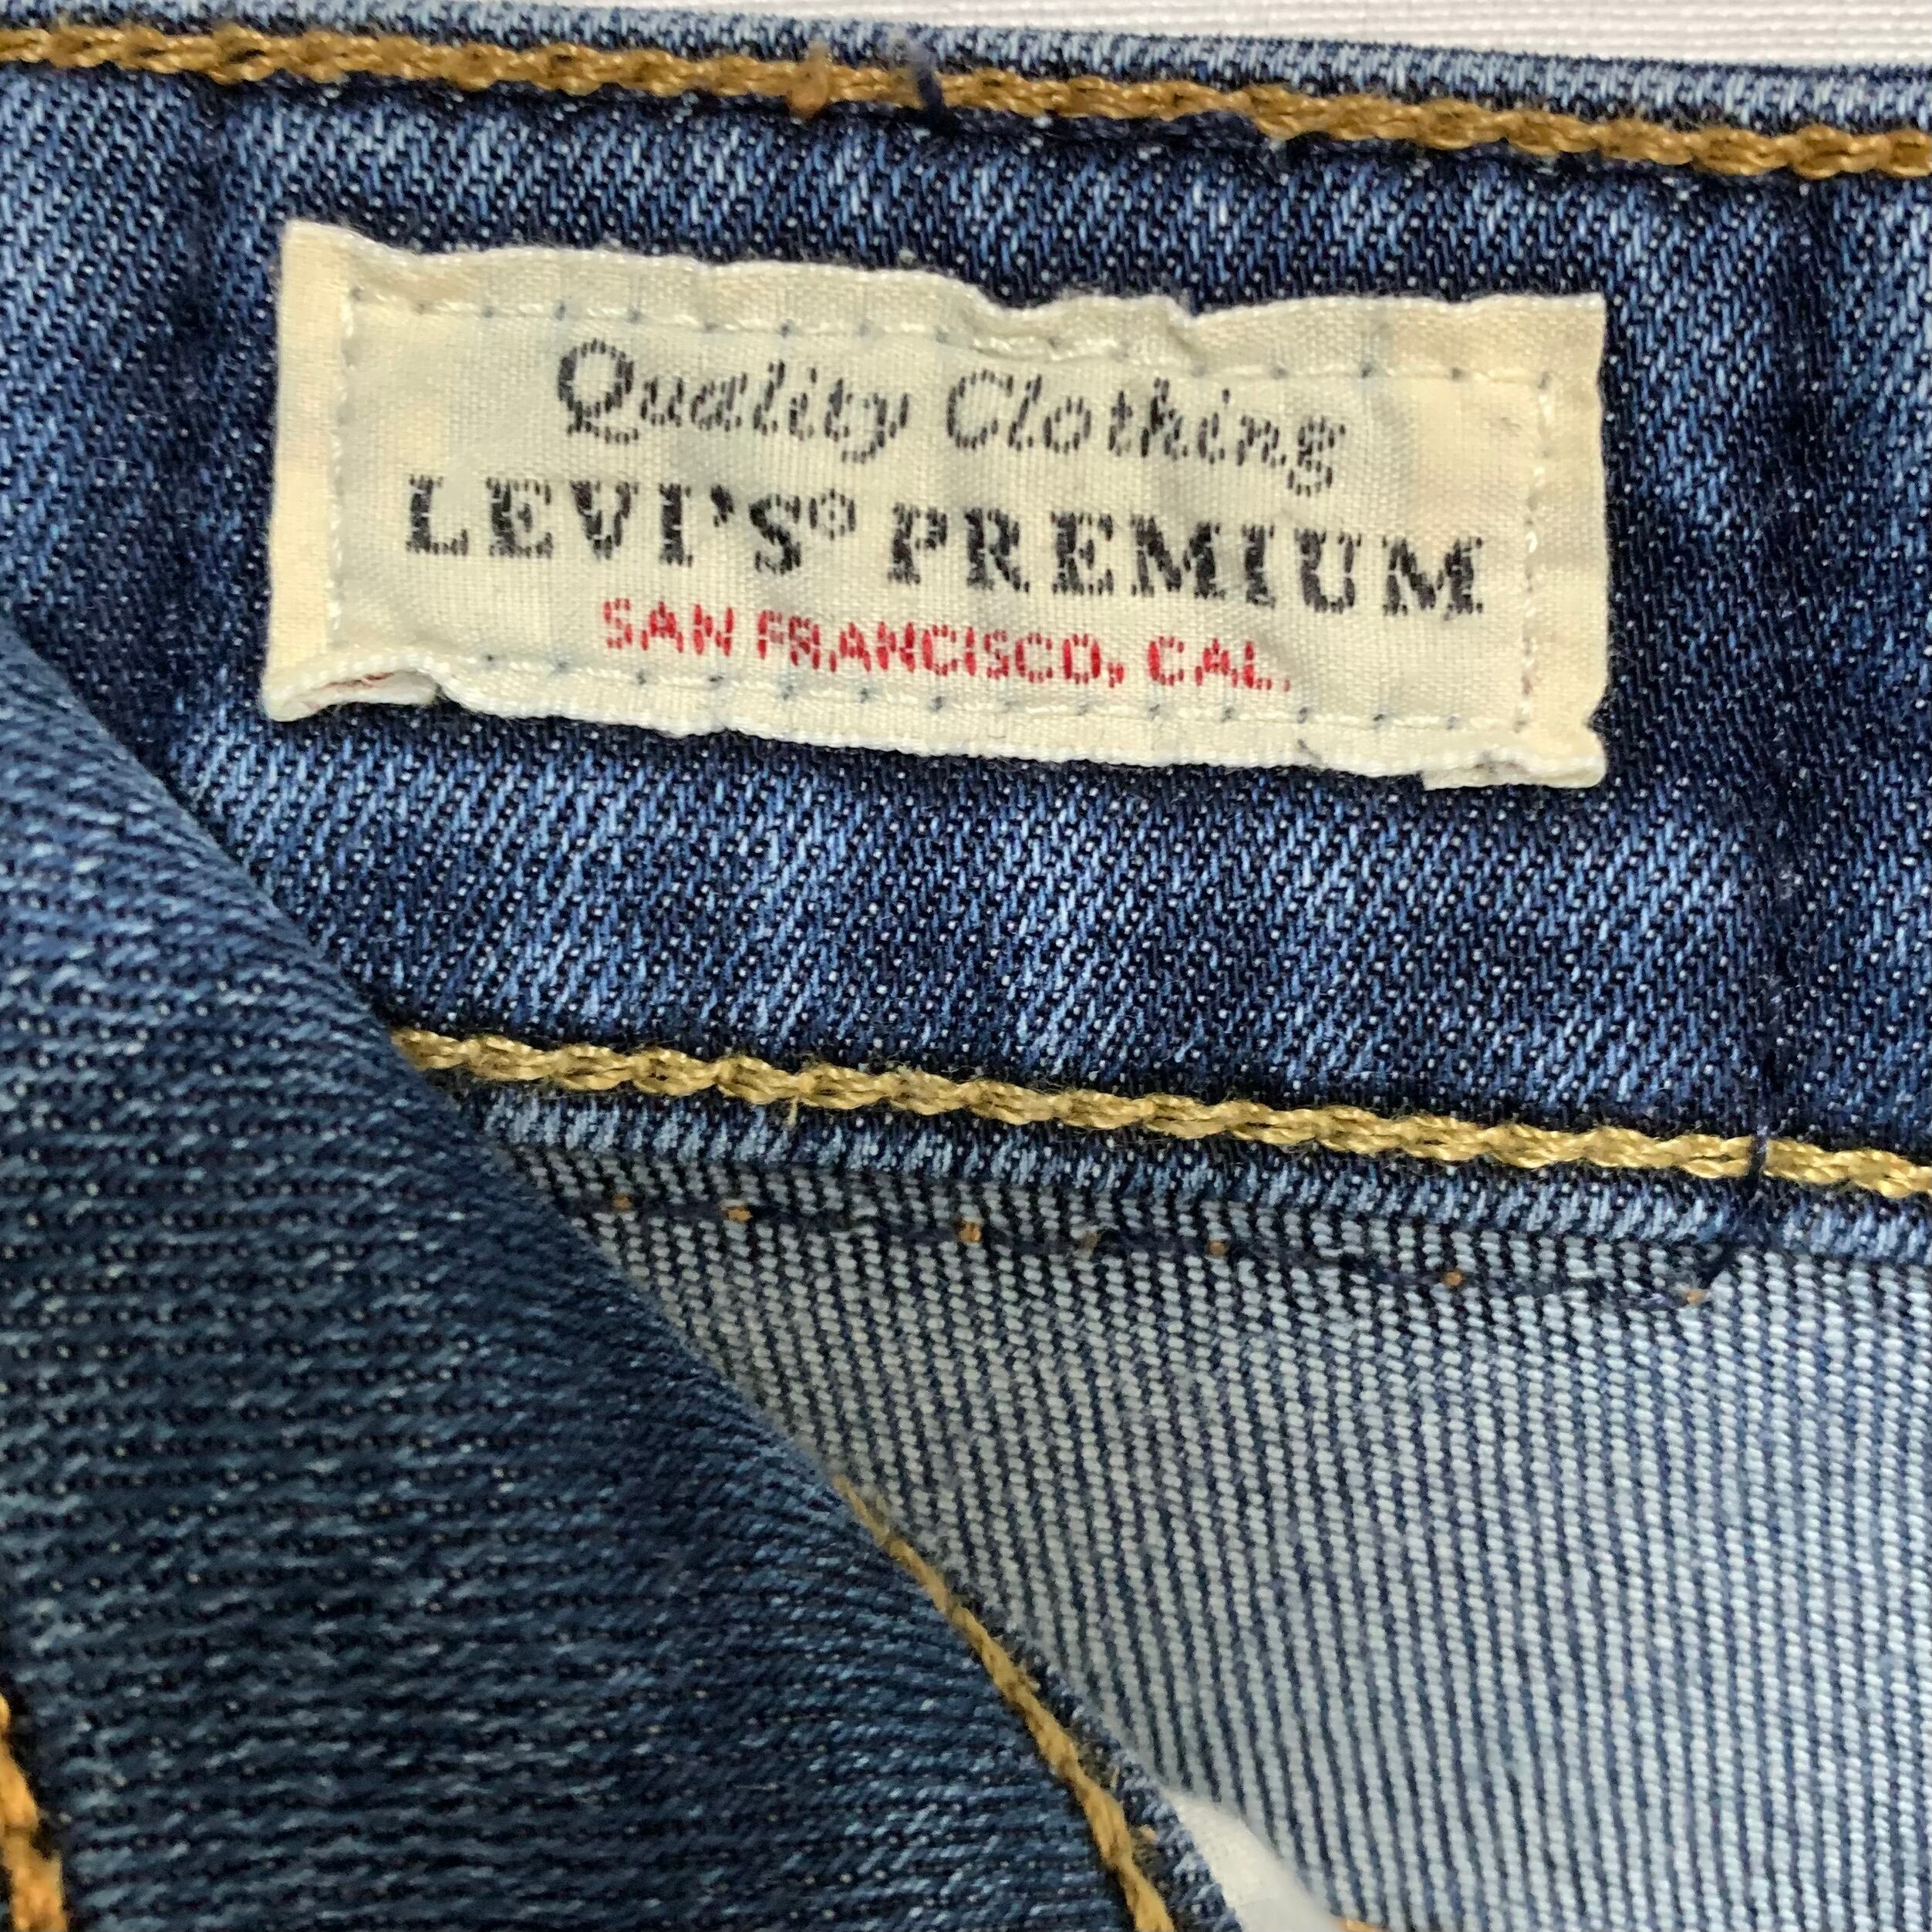 Quality Clothing
LEVI'S® PREMIUM
SAN FRANCISCO, CAL.